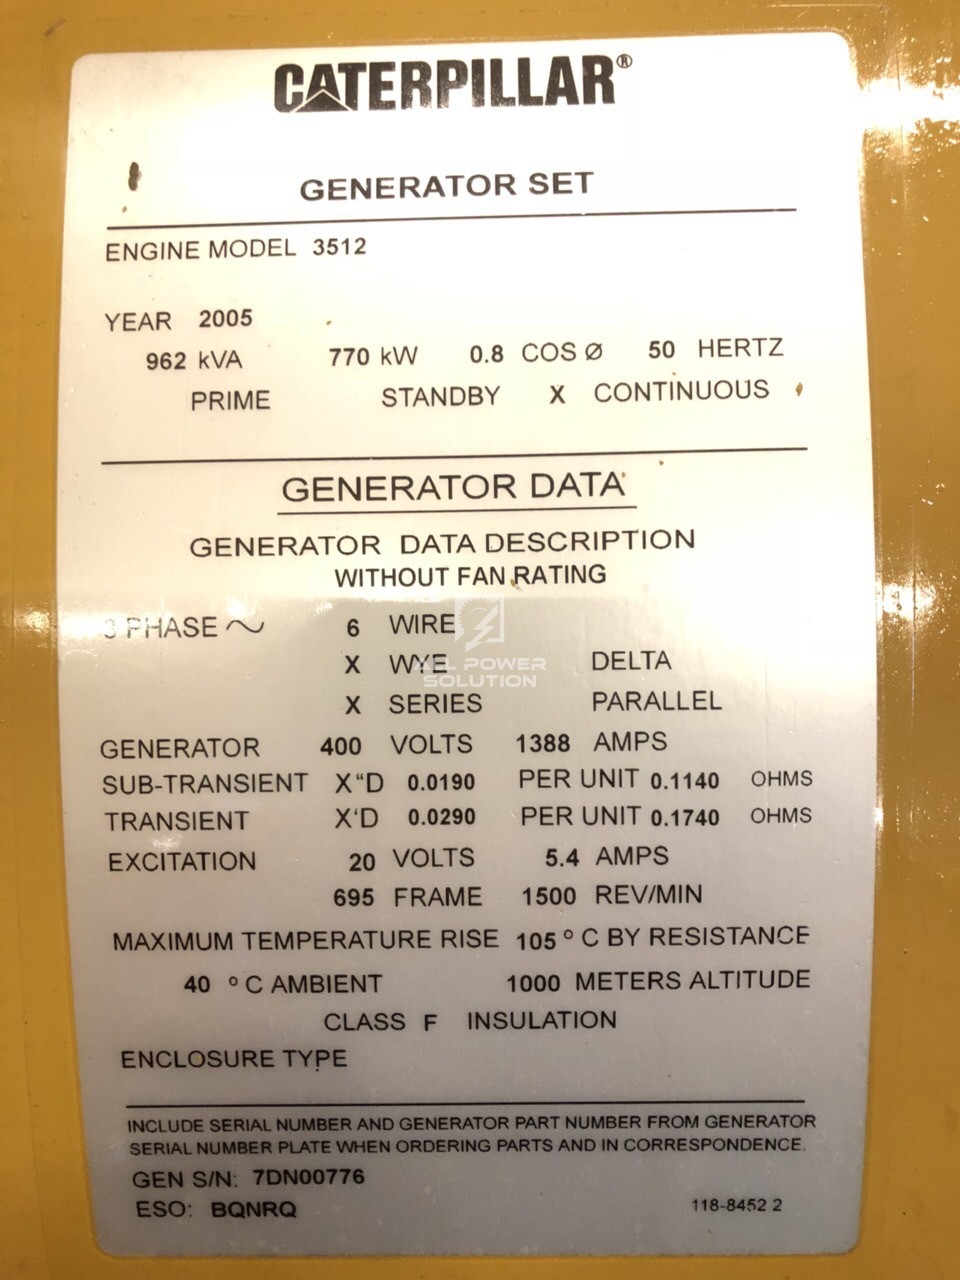 CATERPILLAR®
GENERATOR SET
ENGINE MODEL 3512
YEAR 2005
962 kVA 770 kW 0.8 COS Ø 50 HERTZ
PRIME STANDBY X CONTINUOUS
GENERATOR DATA
GENERATOR DATA DESCRIPTION
WITHOUT FAN RATING
3 PHASE ~ 6 WIRE
X WYE DELTA
ALL POWER
SOLUTION
X SERIES PARALLEL
GENERATOR 400 VOLTS 1388 AMPS
SUB-TRANSIENT X"D 0.0190 PER UNIT 0.1140 OHMS
TRANSIENT X'D 0.0290 PER UNIT 0.1740 OHMS
EXCITATION 20 VOLTS 5.4 AMPS
695 FRAME 1500 REV/MIN
MAXIMUM TEMPERATURE RISE 105 °C BY RESISTANCE
40 °C AMBIENT 1000 METERS ALTITUDE
CLASS F INSULATION
ENCLOSURE TYPE
INCLUDE SERIAL NUMBER AND GENERATOR PART NUMBER FROM GENERATOR
SERIAL NUMBER PLATE WHEN ORDERING PARTS AND IN CORRESPONDENCE.
GEN S/N: 7DN00776
ESO: BQNRQ 118-8452 2